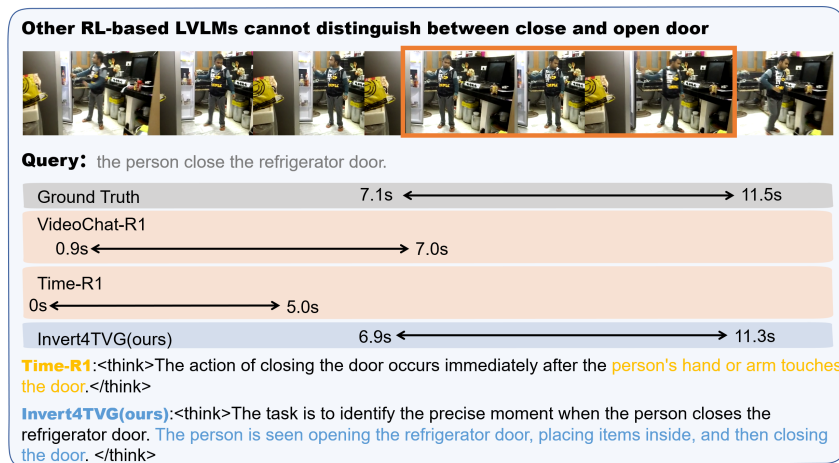 Other RL-based LVLMs cannot distinguish between close and open door
Query: the person close the refrigerator door.
Ground Truth 7.1s 11.5s
VideoChat-R1
0.9s 7.0s
Time-R1
0s 5.0s
Invert4TVG(ours) 6.9s 11.3s
Time-R1:<think>The action of closing the door occurs immediately after the person's hand or arm touches
the door.</think>
Invert4TVG(ours):<think>The task is to identify the precise moment when the person closes the
refrigerator door. The person is seen opening the refrigerator door, placing items inside, and then closing
the door. </think>